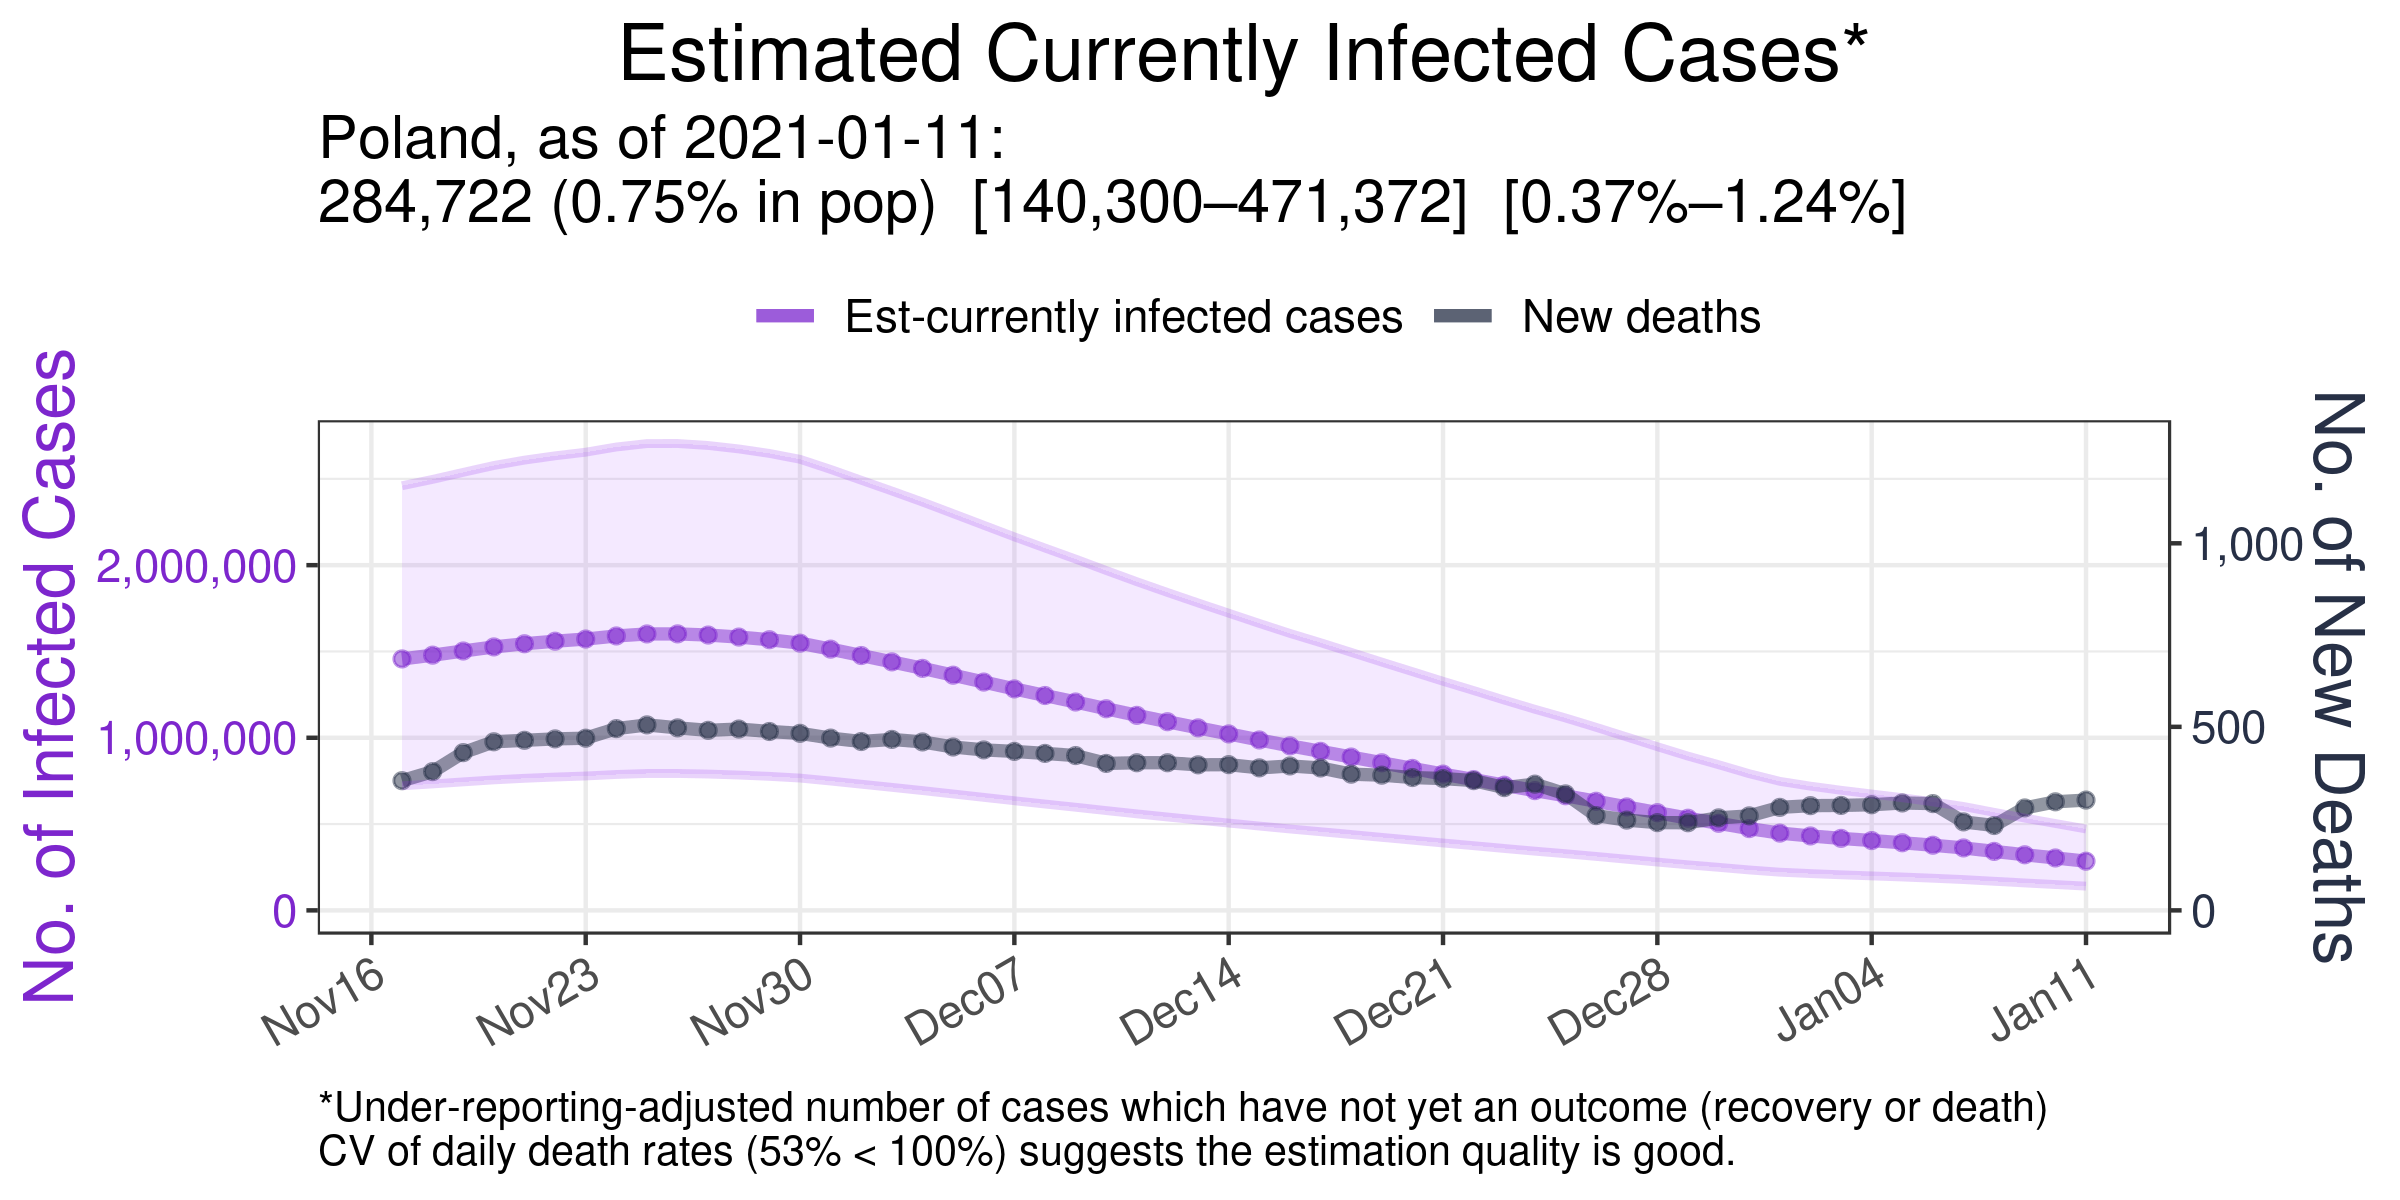 Estimated Currently Infected Cases*
Poland, as of 2021-01-11:
284,722 (0.75% in pop)  [140,300–471,372]  [0.37%–1.24%]
Est-currently infected cases
New deaths
No. of Infected Cases
2,000,000
1,000,000
0
1,000
500
0
No. of New Deaths
Nov16
Nov23
Nov30
Dec07
Dec14
Dec21
Dec28
Jan04
Jan11
*Under-reporting-adjusted number of cases which have not yet an outcome (recovery or death)
CV of daily death rates (53% < 100%) suggests the estimation quality is good.